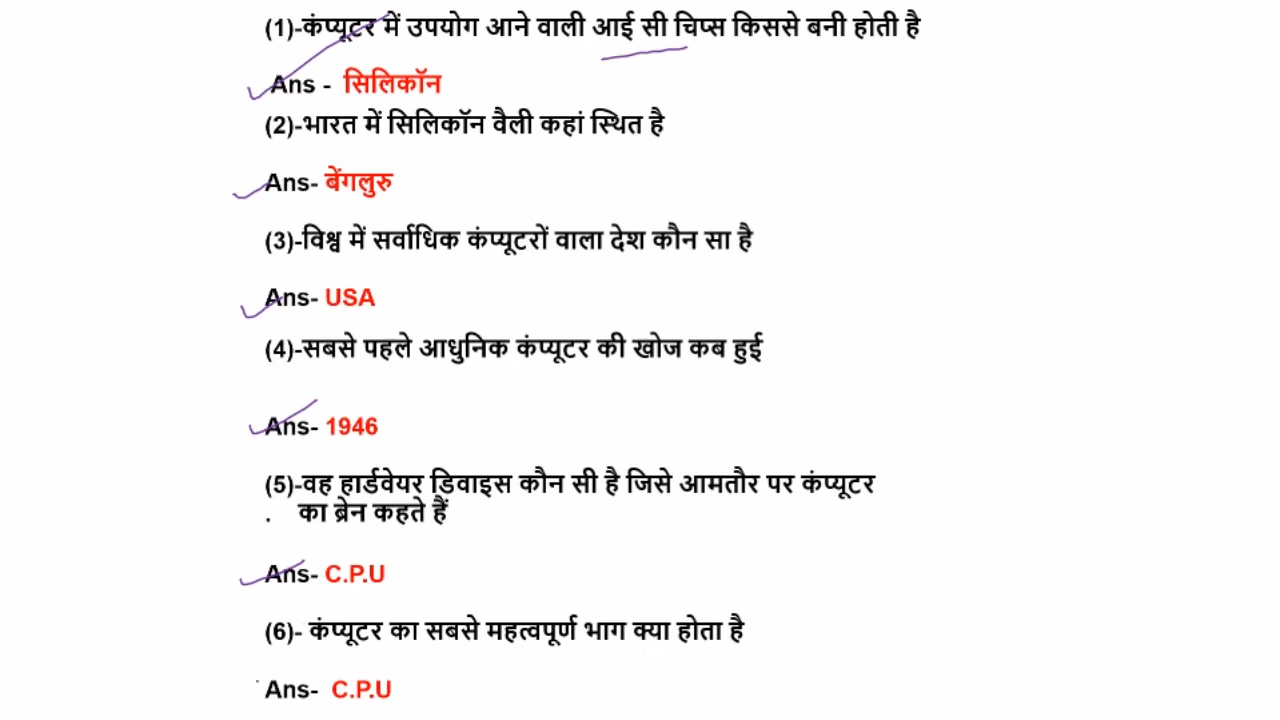 (1)-कंप्यूटर में उपयोग आने वाली आई सी चिप्स किससे बनी होती है
Ans - सिलिकॉन
(2)-भारत में सिलिकॉन वैली कहां स्थित है
Ans- बेंगलुरु
(3)-विश्व में सर्वाधिक कंप्यूटरों वाला देश कौन सा है
Ans- USA
(4)-सबसे पहले आधुनिक कंप्यूटर की खोज कब हुई
Ans- 1946
(5)-वह हार्डवेयर डिवाइस कौन सी है जिसे आमतौर पर कंप्यूटर
. का ब्रेन कहते हैं
Ans- C.P.U
(6)- कंप्यूटर का सबसे महत्वपूर्ण भाग क्या होता है
Ans- C.P.U